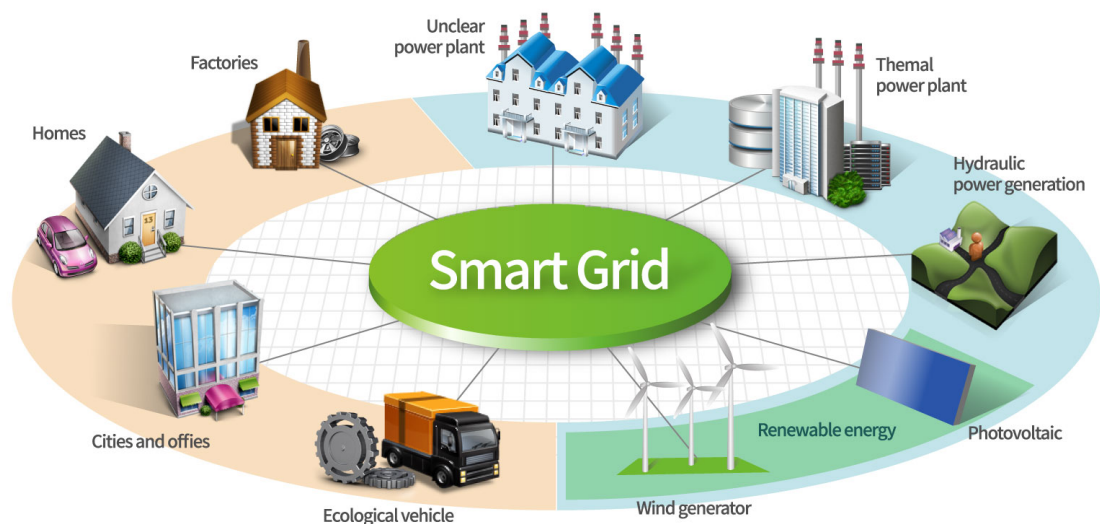 Unclear
power plant
Themal
power plant
Factories
Homes
Hydraulic
power generation
Smart Grid
13
Cities and offies
Renewable energy
Photovoltaic
Wind generator
Ecological vehicle